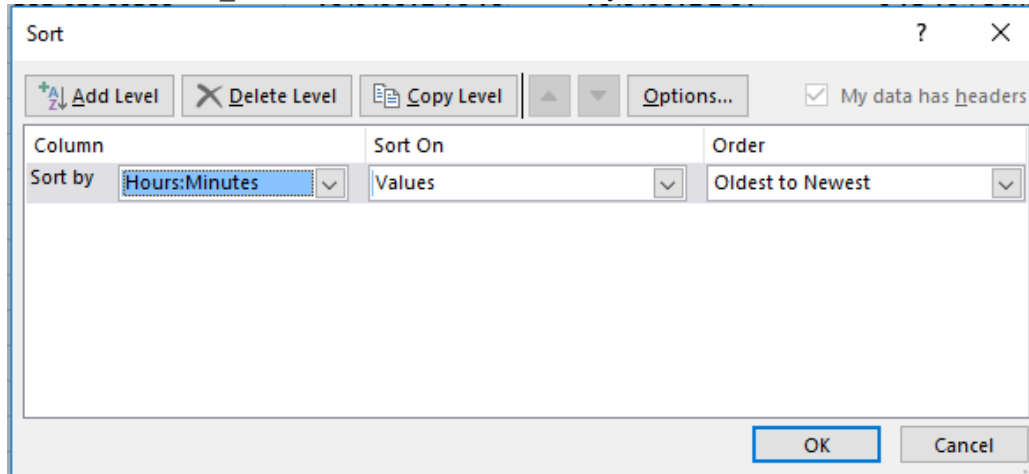 Sort ?
Add Level Delete Level Copy Level Options... My data has headers
Column Sort On Order
Sort by Hours:Minutes Values Oldest to Newest
OK Cancel